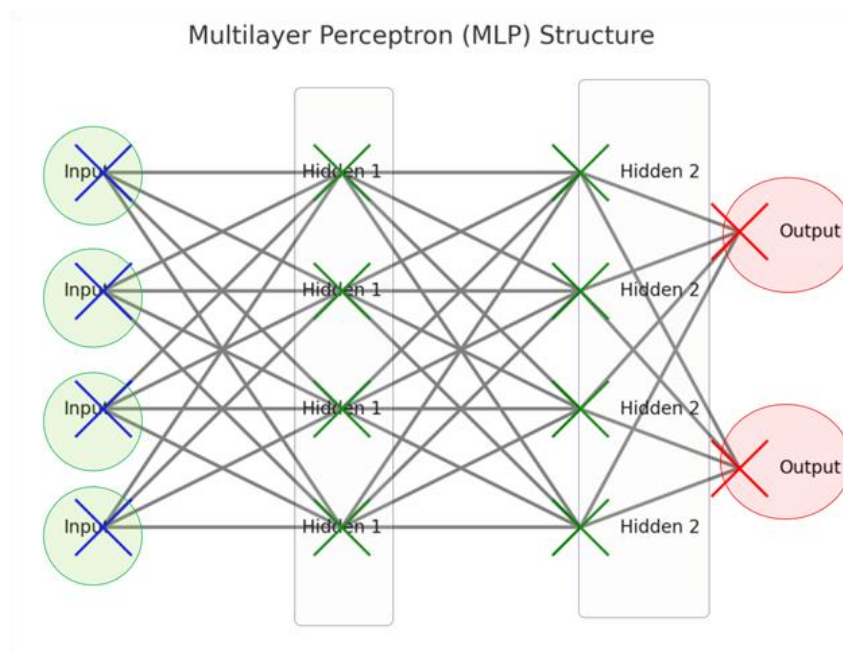 Multilayer Perceptron (MLP) Structure
Input Hidden 1 Hidden 2
Output
Input Hidden 1 Hidden 2
Input Hidden 1 Hidden 2
Output
Input Hidden 1 Hidden 2